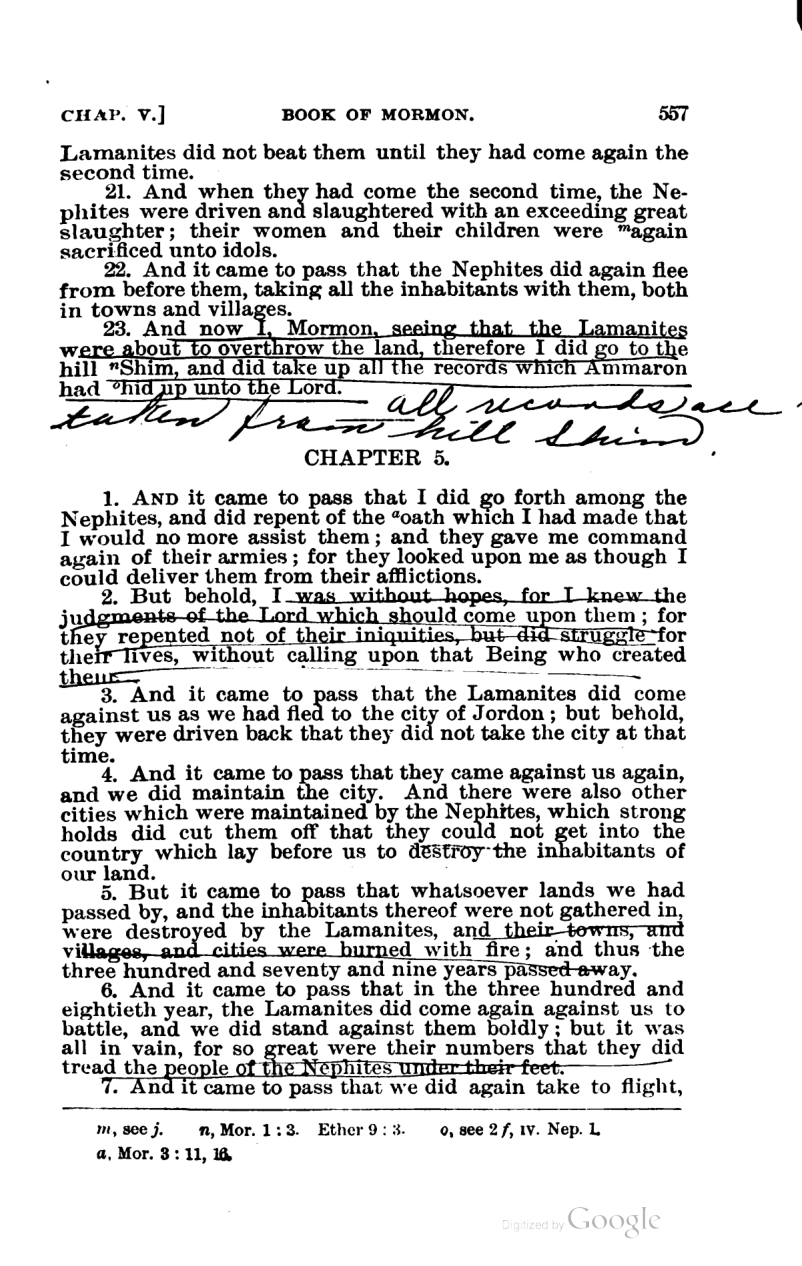 CHAP. V.] BOOK OF MORMON. 557
Lamanites did not beat them until they had come again the
second time.
21. And when they had come the second time, the Ne-
phites were driven and slaughtered with an exceeding great
slaughter; their women and their children were ᵐagain
sacrificed unto idols.
22. And it came to pass that the Nephites did again flee
from before them, taking all the inhabitants with them, both
in towns and villages.
23. And now I, Mormon, seeing that the Lamanites
were about to overthrow the land, therefore I did go to the
hill ⁿShim, and did take up all the records which Ammaron
had ᵒhid up unto the Lord.
all records are
taken from hill Shim
CHAPTER 5.
1. AND it came to pass that I did go forth among the
Nephites, and did repent of the ᵃoath which I had made that
I would no more assist them; and they gave me command
again of their armies; for they looked upon me as though I
could deliver them from their afflictions.
2. But behold, I was without hopes, for I knew the
judgments of the Lord which should come upon them; for
they repented not of their iniquities, but did struggle for
their lives, without calling upon that Being who created
them.
3. And it came to pass that the Lamanites did come
against us as we had fled to the city of Jordon; but behold,
they were driven back that they did not take the city at that
time.
4. And it came to pass that they came against us again,
and we did maintain the city. And there were also other
cities which were maintained by the Nephites, which strong
holds did cut them off that they could not get into the
country which lay before us to destroy the inhabitants of
our land.
5. But it came to pass that whatsoever lands we had
passed by, and the inhabitants thereof were not gathered in,
were destroyed by the Lamanites, and their towns, and
villages, and cities were burned with fire; and thus the
three hundred and seventy and nine years passed away.
6. And it came to pass that in the three hundred and
eightieth year, the Lamanites did come again against us to
battle, and we did stand against them boldly; but it was
all in vain, for so great were their numbers that they did
tread the people of the Nephites under their feet.
7. And it came to pass that we did again take to flight,
m, see j. n, Mor. 1 : 3. Ether 9 : 3. o, see 2 f, IV. Nep. 1.
a, Mor. 3 : 11, 16.
Digitized by Google